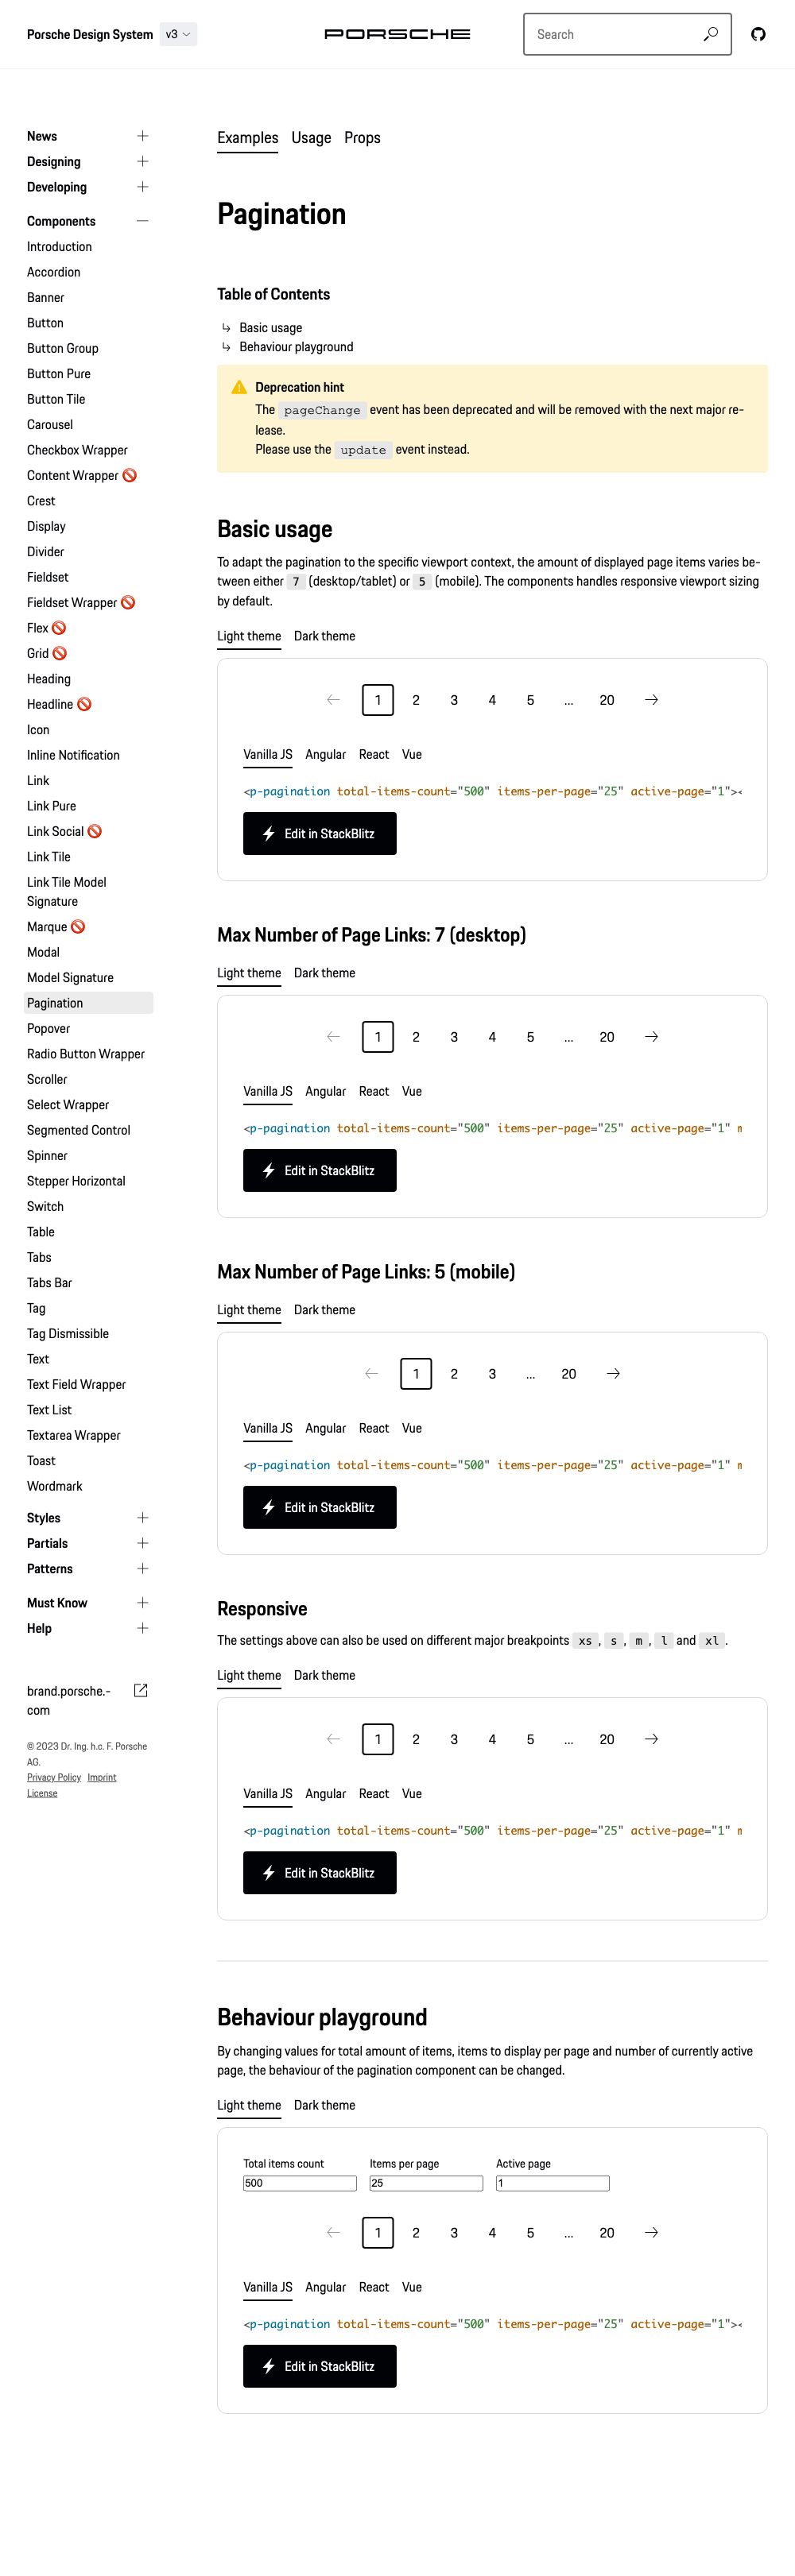 Porsche Design System v3
PORSCHE
Search
News
Designing
Developing
Components
Introduction
Accordion
Banner
Button
Button Group
Button Pure
Button Tile
Carousel
Checkbox Wrapper
Content Wrapper 🚫
Crest
Display
Divider
Fieldset
Fieldset Wrapper 🚫
Flex 🚫
Grid 🚫
Heading
Headline 🚫
Icon
Inline Notification
Link
Link Pure
Link Social 🚫
Link Tile
Link Tile Model
Signature
Marque 🚫
Modal
Model Signature
Pagination
Popover
Radio Button Wrapper
Scroller
Select Wrapper
Segmented Control
Spinner
Stepper Horizontal
Switch
Table
Tabs
Tabs Bar
Tag
Tag Dismissible
Text
Text Field Wrapper
Text List
Textarea Wrapper
Toast
Wordmark
Styles
Partials
Patterns
Must Know
Help
brand.porsche.-
com
© 2023 Dr. Ing. h.c. F. Porsche
AG.
Privacy Policy Imprint
License
Examples Usage Props
Pagination
Table of Contents
↳ Basic usage
↳ Behaviour playground
Deprecation hint
The pageChange event has been deprecated and will be removed with the next major re-
lease.
Please use the update event instead.
Basic usage
To adapt the pagination to the specific viewport context, the amount of displayed page items varies be-
tween either 7 (desktop/tablet) or 5 (mobile). The components handles responsive viewport sizing
by default.
Light theme Dark theme
1 2 3 4 5 ... 20
Vanilla JS Angular React Vue
<p-pagination total-items-count="500" items-per-page="25" active-page="1"><
Edit in StackBlitz
Max Number of Page Links: 7 (desktop)
Light theme Dark theme
1 2 3 4 5 ... 20
Vanilla JS Angular React Vue
<p-pagination total-items-count="500" items-per-page="25" active-page="1"
Edit in StackBlitz
Max Number of Page Links: 5 (mobile)
Light theme Dark theme
1 2 3 ... 20
Vanilla JS Angular React Vue
<p-pagination total-items-count="500" items-per-page="25" active-page="1"
Edit in StackBlitz
Responsive
The settings above can also be used on different major breakpoints xs, s, m, l and xl.
Light theme Dark theme
1 2 3 4 5 ... 20
Vanilla JS Angular React Vue
<p-pagination total-items-count="500" items-per-page="25" active-page="1"
Edit in StackBlitz
Behaviour playground
By changing values for total amount of items, items to display per page and number of currently active
page, the behaviour of the pagination component can be changed.
Light theme Dark theme
Total items count Items per page Active page
500 25 1
1 2 3 4 5 ... 20
Vanilla JS Angular React Vue
<p-pagination total-items-count="500" items-per-page="25" active-page="1"><
Edit in StackBlitz